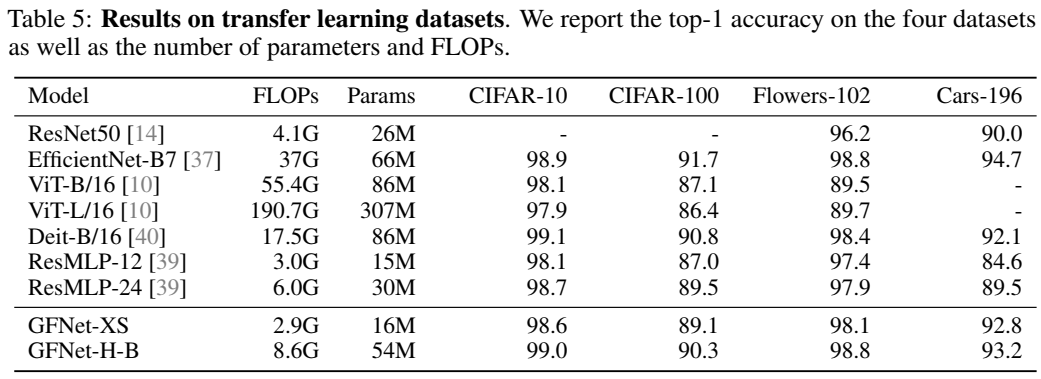 Table 5: Results on transfer learning datasets. We report the top-1 accuracy on the four datasets
as well as the number of parameters and FLOPs.
Model FLOPs Params CIFAR-10 CIFAR-100 Flowers-102 Cars-196
ResNet50 [14] 4.1G 26M - - 96.2 90.0
EfficientNet-B7 [37] 37G 66M 98.9 91.7 98.8 94.7
ViT-B/16 [10] 55.4G 86M 98.1 87.1 89.5 -
ViT-L/16 [10] 190.7G 307M 97.9 86.4 89.7 -
Deit-B/16 [40] 17.5G 86M 99.1 90.8 98.4 92.1
ResMLP-12 [39] 3.0G 15M 98.1 87.0 97.4 84.6
ResMLP-24 [39] 6.0G 30M 98.7 89.5 97.9 89.5
GFNet-XS 2.9G 16M 98.6 89.1 98.1 92.8
GFNet-H-B 8.6G 54M 99.0 90.3 98.8 93.2